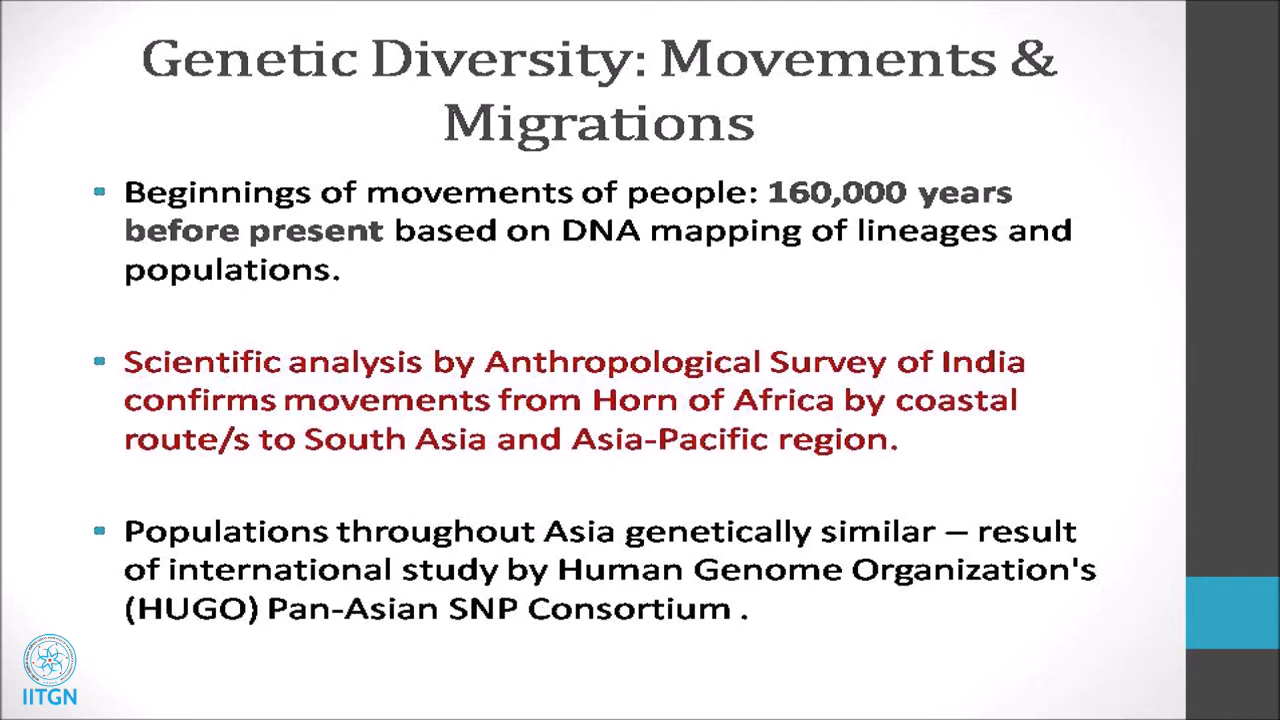 Genetic Diversity: Movements &
Migrations
Beginnings of movements of people: 160,000 years
before present based on DNA mapping of lineages and
populations.
Scientific analysis by Anthropological Survey of India
confirms movements from Horn of Africa by coastal
route/s to South Asia and Asia-Pacific region.
Populations throughout Asia genetically similar – result
of international study by Human Genome Organization's
(HUGO) Pan-Asian SNP Consortium .
IITGN